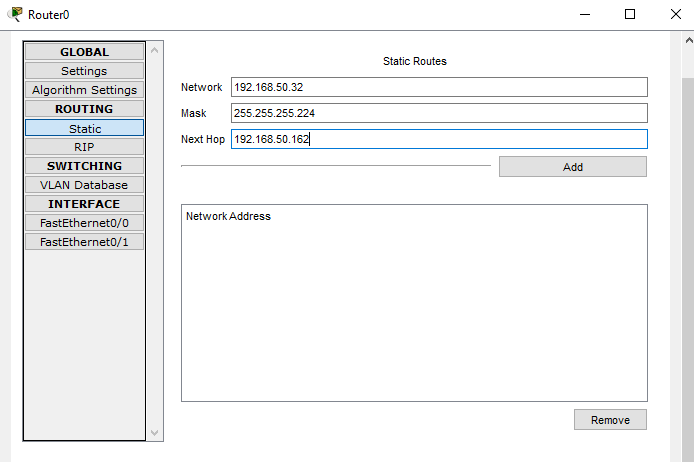 Router0
GLOBAL
Settings
Algorithm Settings
ROUTING
Static
RIP
SWITCHING
VLAN Database
INTERFACE
FastEthernet0/0
FastEthernet0/1
Static Routes
Network 192.168.50.32
Mask 255.255.255.224
Next Hop 192.168.50.162
Add
Network Address
Remove